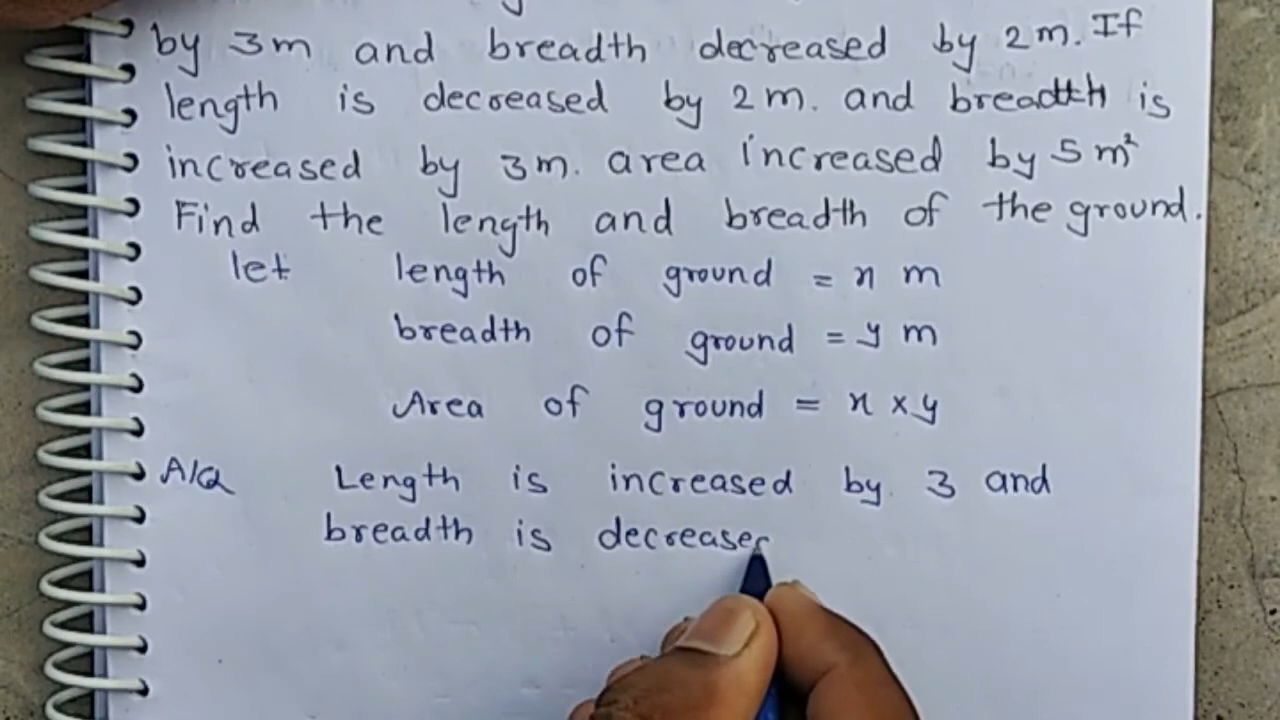 by 3m and breadth decreased by 2m. If
length is decreased by 2m. and breadth is
increased by 3m. area increased by 5m²
Find the length and breadth of the ground.
let length of ground = x m
breadth of ground = y m
Area of ground = x × y
A/Q Length is increased by 3 and
breadth is decrease